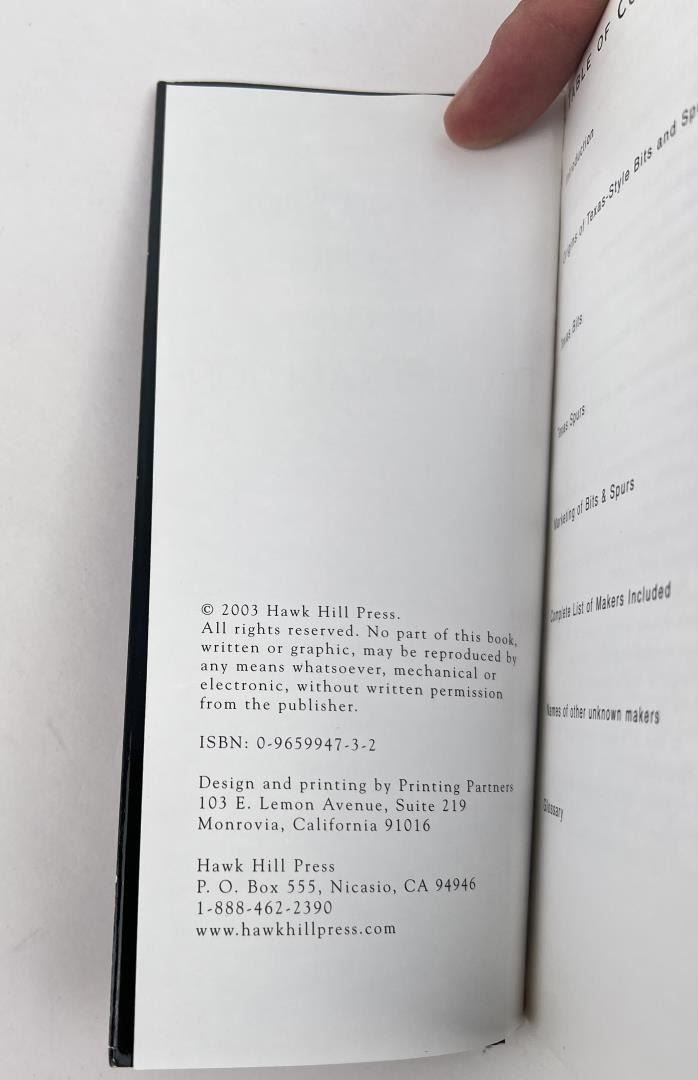 © 2003 Hawk Hill Press.
All rights reserved. No part of this book,
written or graphic, may be reproduced by
any means whatsoever, mechanical or
electronic, without written permission
from the publisher.
ISBN: 0-9659947-3-2
Design and printing by Printing Partners
103 E. Lemon Avenue, Suite 219
Monrovia, California 91016
Hawk Hill Press
P. O. Box 555, Nicasio, CA 94946
1-888-462-2390
www.hawkhillpress.com
TABLE OF
Introduction
Origins of Texas-Style Bits and
Texas Bits
Texas Spurs
Marketing of Bits & Spurs
Complete List of Makers Included
Names of other unknown makers
Glossary